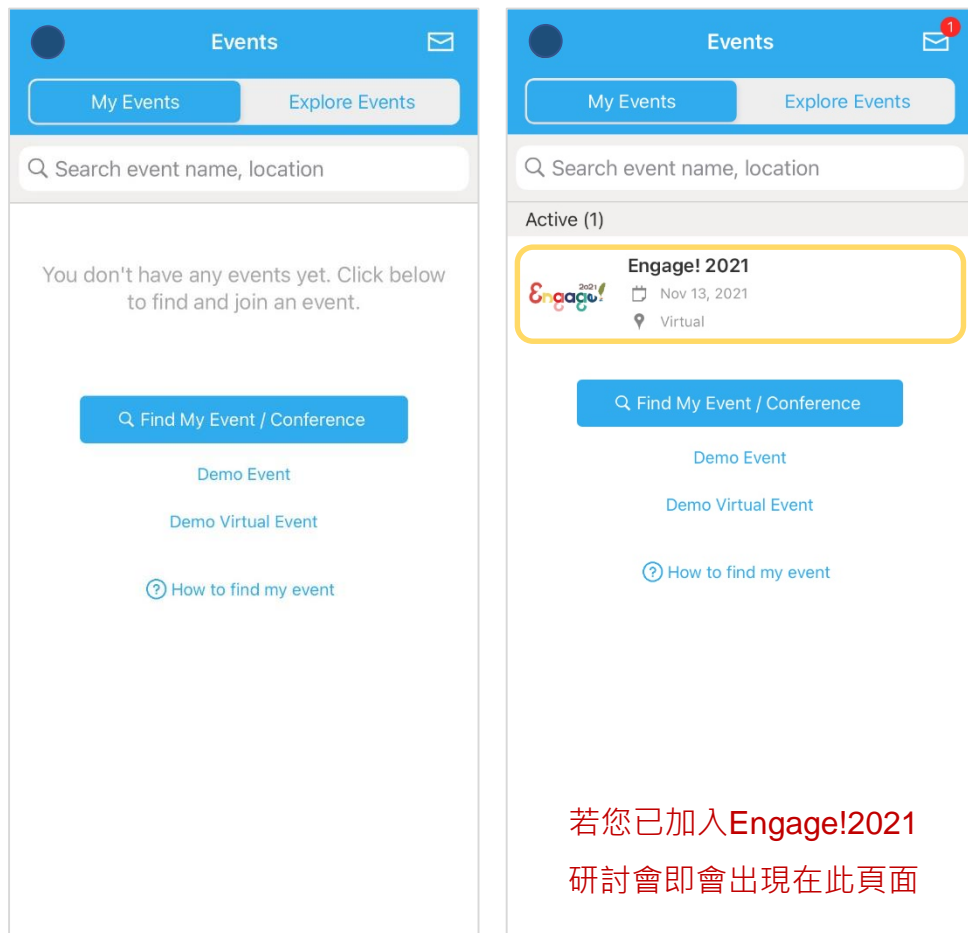 Events
My Events
Explore Events
Search event name, location
You don't have any events yet. Click below
to find and join an event.
Find My Event / Conference
Demo Event
Demo Virtual Event
? How to find my event
Events
1
My Events
Explore Events
Search event name, location
Active (1)
2021
Engage!
Engage! 2021
Nov 13, 2021
Virtual
Find My Event / Conference
Demo Event
Demo Virtual Event
? How to find my event
若您已加入Engage!2021
研討會即會出現在此頁面